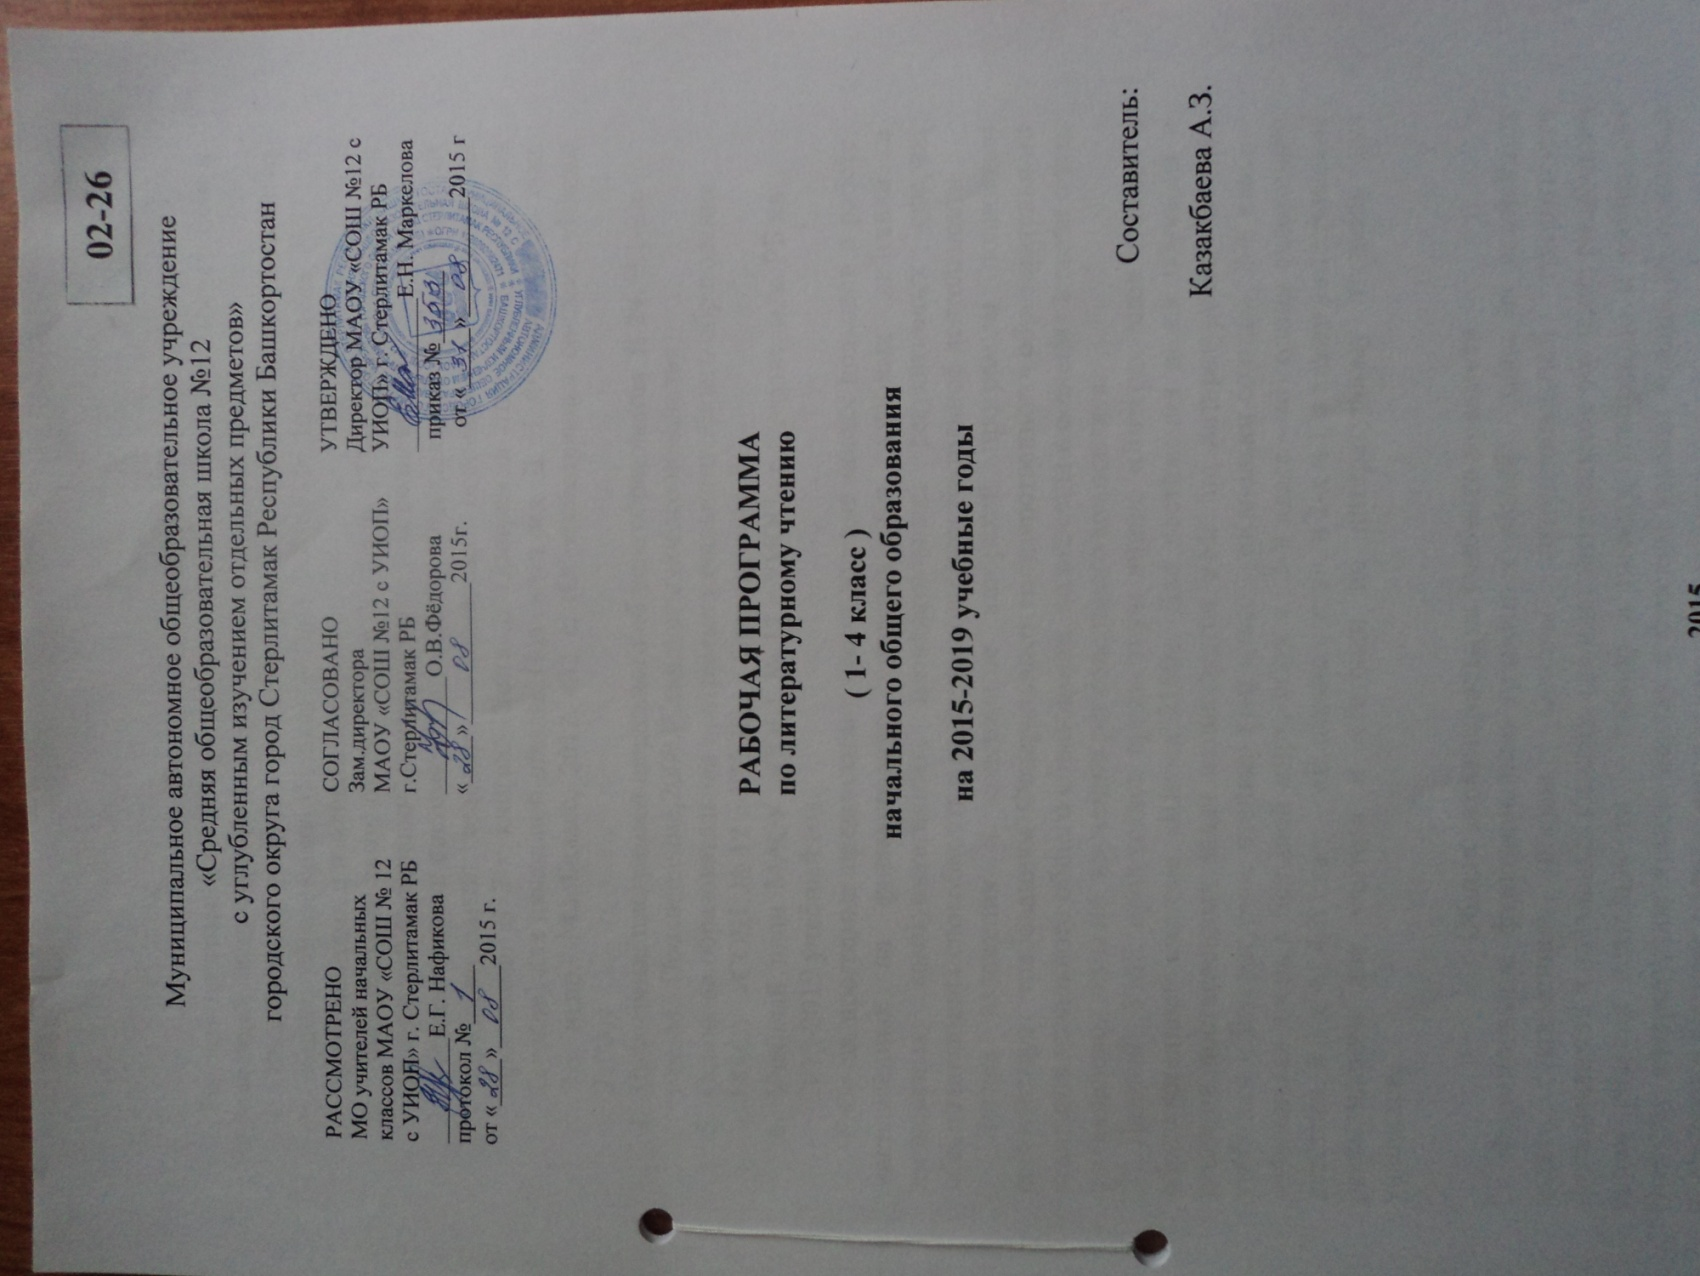 02-26
Муниципальное автономное общеобразовательное учреждение
«Средняя общеобразовательная школа №12
с углубленным изучением отдельных предметов»
городского округа город Стерлитамак Республики Башкортостан
РАССМОТРЕНО
МО учителей начальных
классов МАОУ «СОШ № 12
с УИОП» г. Стерлитамак РБ
Е.Г. Нафикова
протокол № 1
от «28» 08 2015 г.
СОГЛАСОВАНО
Зам.директора
МАОУ «СОШ №12 с УИОП»
г.Стерлитамак РБ
О.В.Фёдорова
«28» 08 2015г.
УТВЕРЖДЕНО
Директор МАОУ «СОШ №12 с
УИОП» г. Стерлитамак РБ
Е.Н. Маркелова
приказ №
от «31» 08 2015 г
РАБОЧАЯ ПРОГРАММА
по литературному чтению
( 1- 4 класс )
начального общего образования
на 2015-2019 учебные годы
Составитель:
Казакбаева А.З.
2015